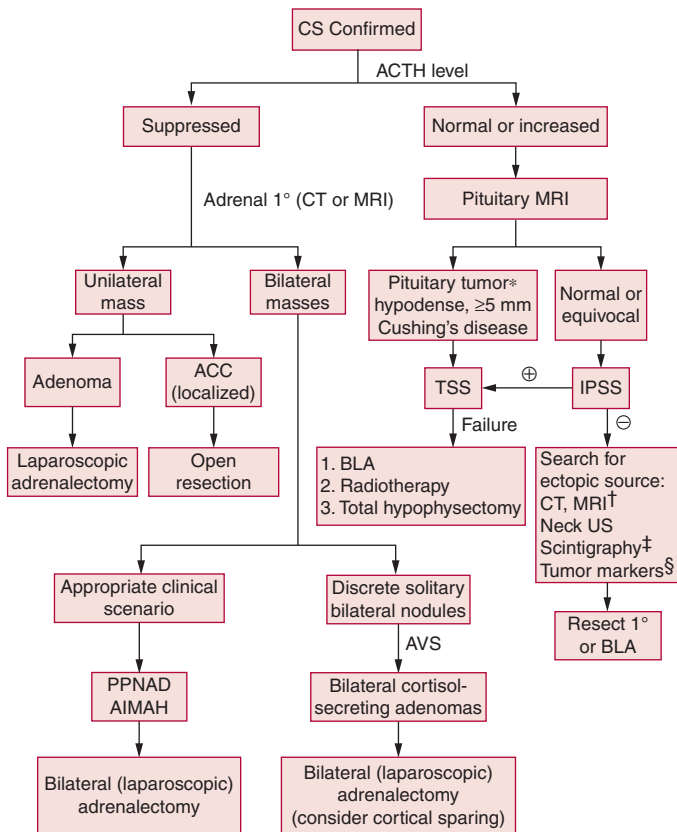 CS Confirmed
ACTH level
Suppressed
Normal or increased
Adrenal 1° (CT or MRI)
Pituitary MRI
Unilateral
mass
Bilateral
masses
Pituitary tumor*
hypodense, ≥5 mm
Cushing's disease
Normal or
equivocal
Adenoma
ACC
(localized)
TSS
⊕
IPSS
Failure
⊖
Laparoscopic
adrenalectomy
Open
resection
1. BLA
2. Radiotherapy
3. Total hypophysectomy
Search for
ectopic source:
CT, MRI†
Neck US
Scintigraphy‡
Tumor markers§
Appropriate clinical
scenario
Discrete solitary
bilateral nodules
Resect 1°
or BLA
AVS
PPNAD
AIMAH
Bilateral cortisol-
secreting adenomas
Bilateral (laparoscopic)
adrenalectomy
Bilateral (laparoscopic)
adrenalectomy
(consider cortical sparing)